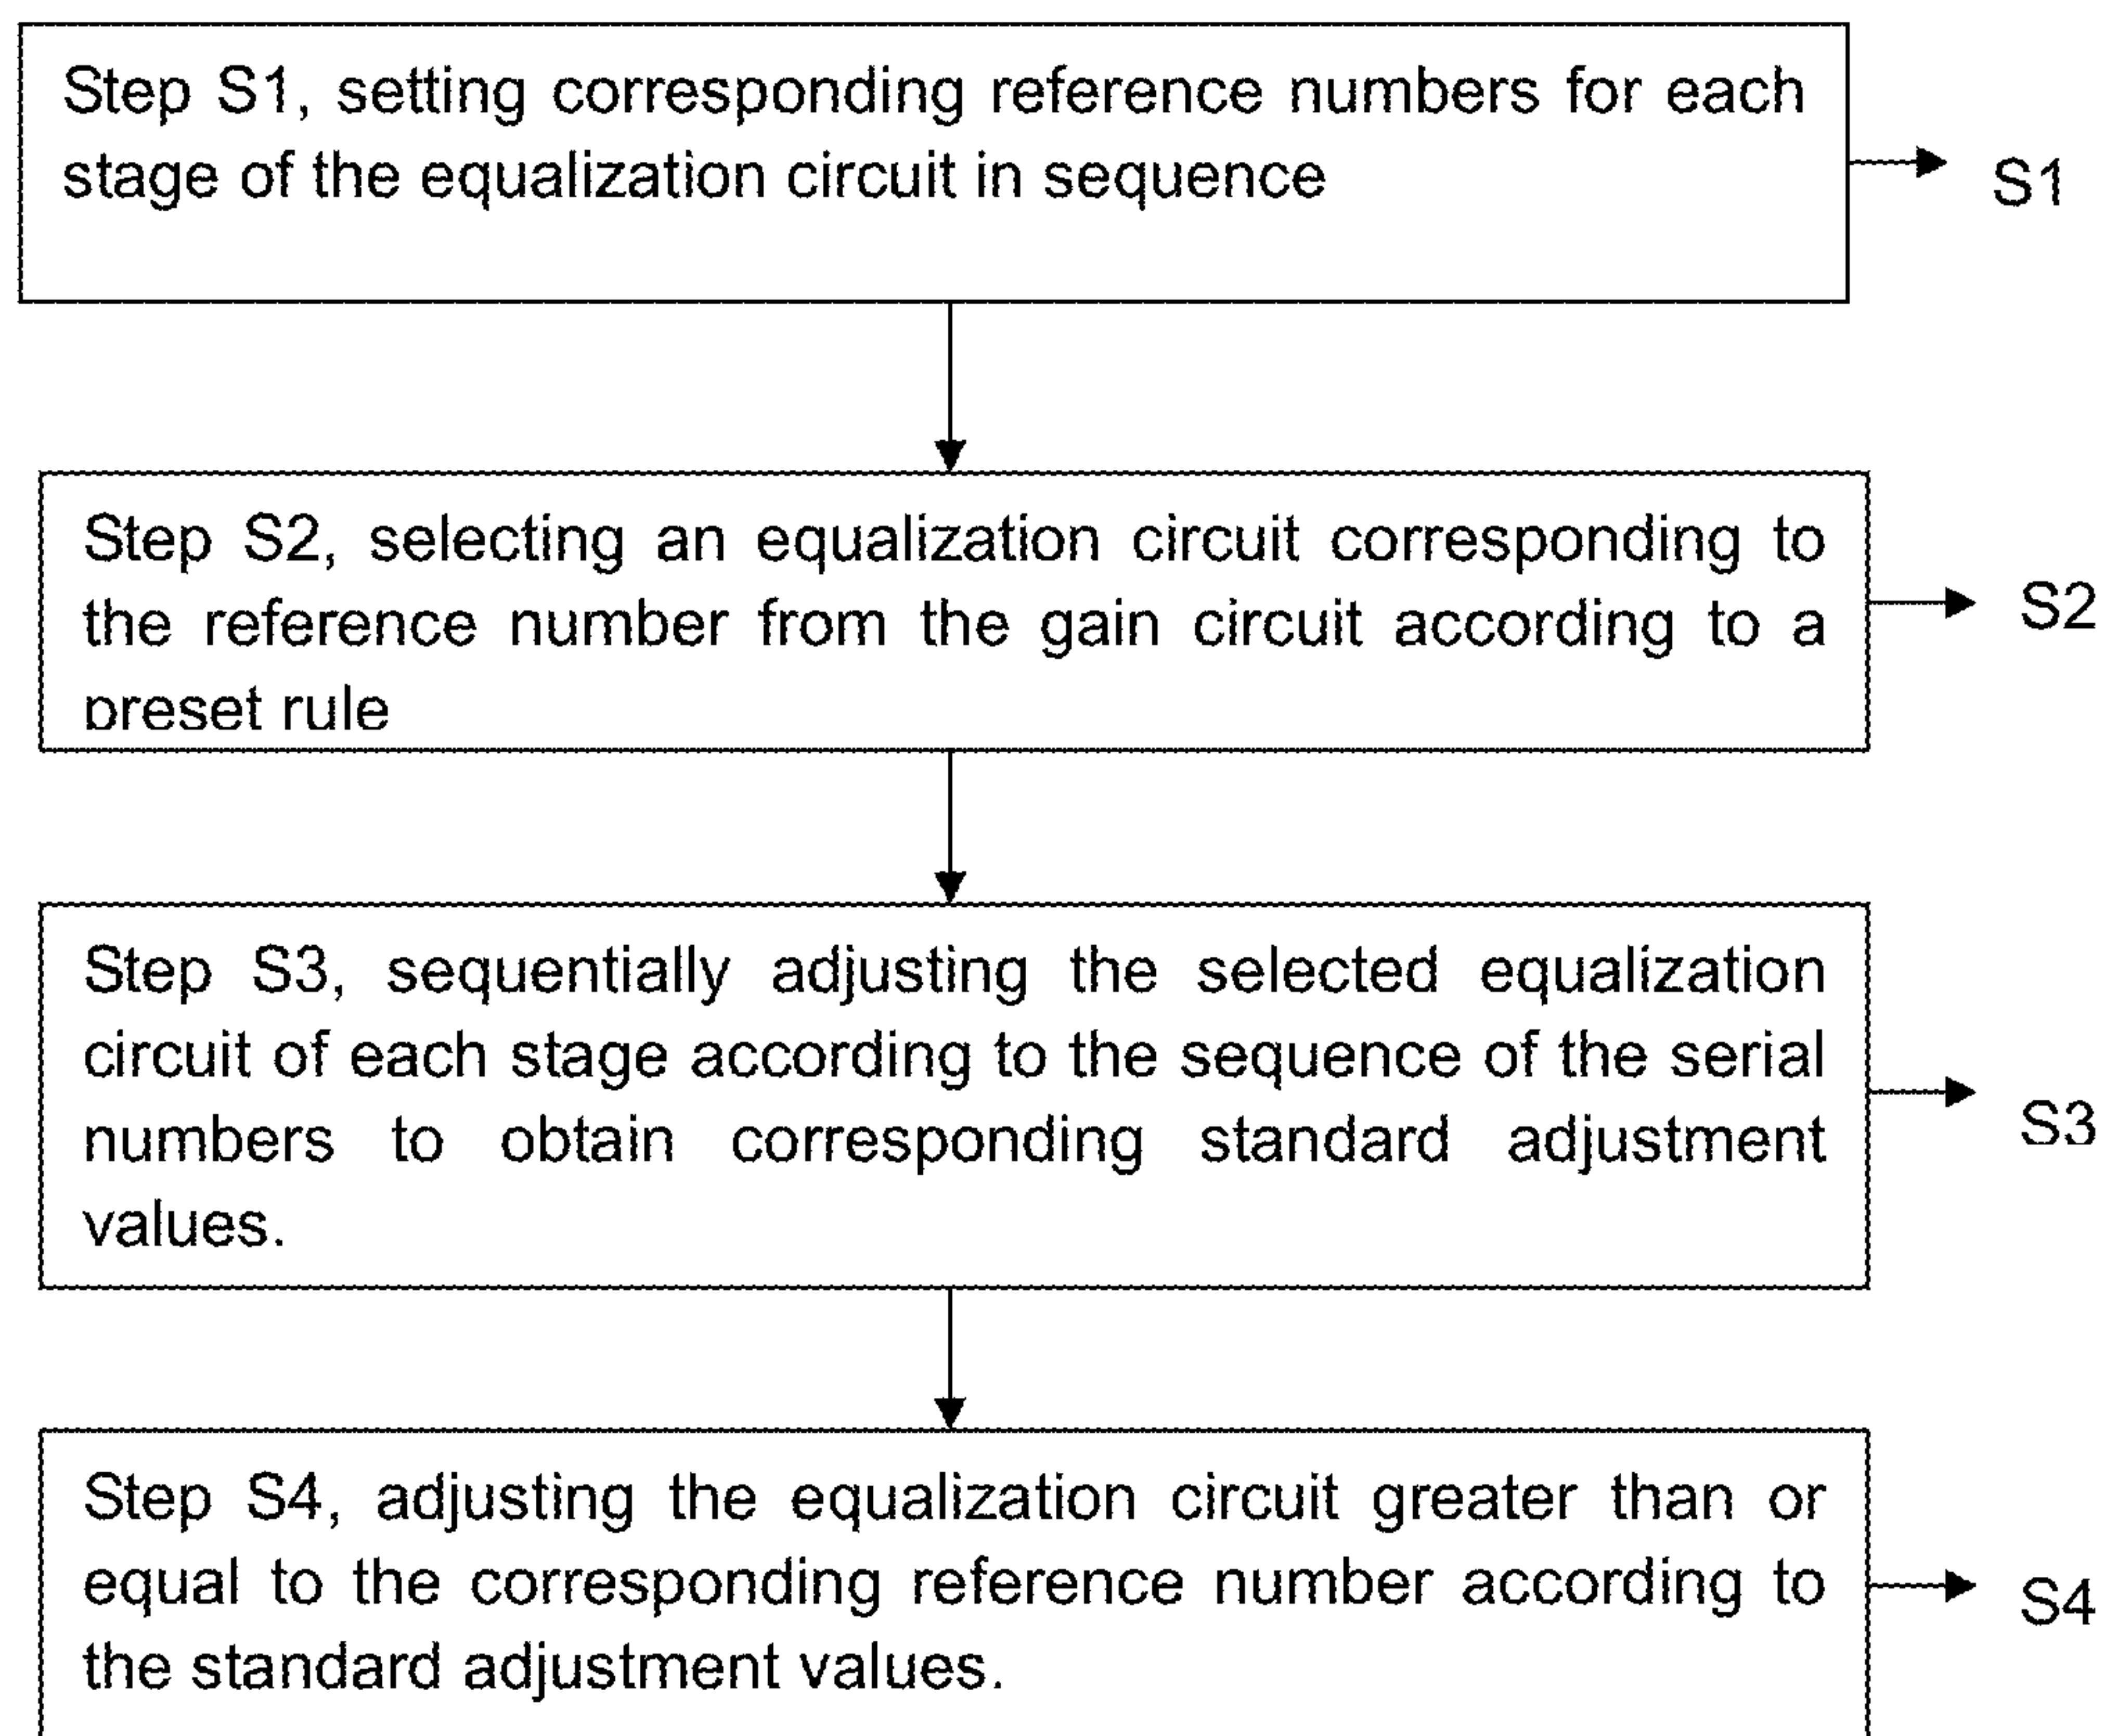 Step S1, setting corresponding reference numbers for each
stage of the equalization circuit in sequence
S1
Step S2, selecting an equalization circuit corresponding to
the reference number from the gain circuit according to a
preset rule
S2
Step S3, sequentially adjusting the selected equalization
circuit of each stage according to the sequence of the serial
numbers to obtain corresponding standard adjustment
values.
S3
Step S4, adjusting the equalization circuit greater than or
equal to the corresponding reference number according to
the standard adjustment values.
S4